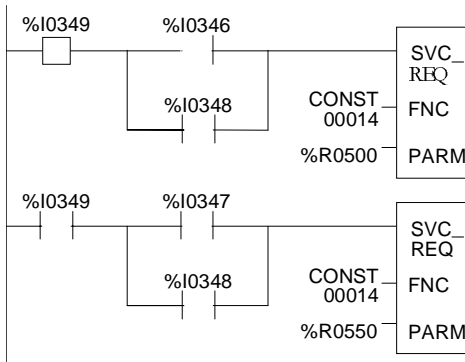 %I0349 %I0346
SVC_
REQ
%I0348
CONST
00014 FNC
%R0500 PARM
%I0349 %I0347
SVC_
REQ
%I0348
CONST
00014 FNC
%R0550 PARM